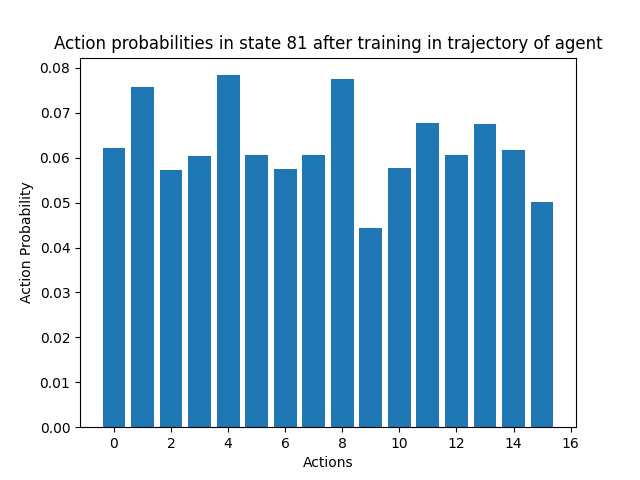 Action probabilities in state 81 after training in trajectory of agent
0.08
0.07
0.06
0.05
0.04
0.03
0.02
0.01
0.00
Action Probability
0 2 4 6 8 10 12 14 16
Actions